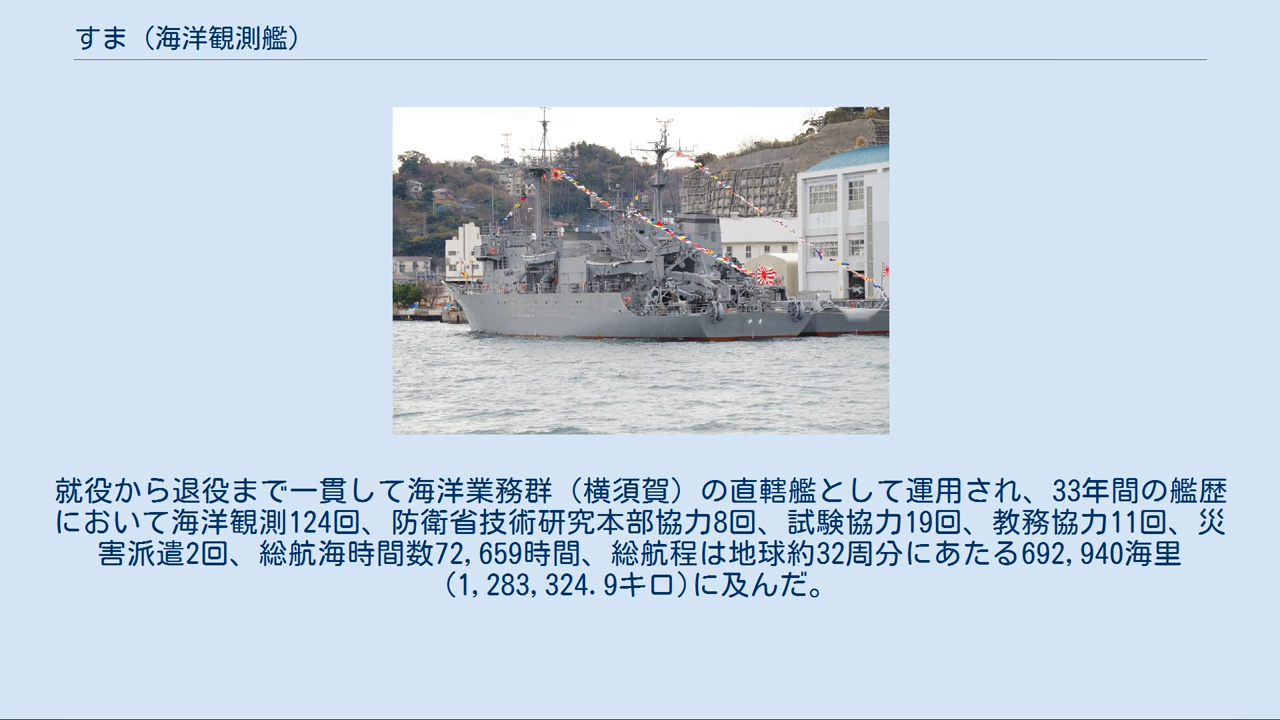 すま（海洋観測艦）
就役から退役まで一貫して海洋業務群（横須賀）の直轄艦として運用され、33年間の艦歴
において海洋観測124回、防衛省技術研究本部協力8回、試験協力19回、教務協力11回、災
害派遣2回、総航海時間数72,659時間、総航程は地球約32周分にあたる692,940海里
(1,283,324.9キロ)に及んだ。